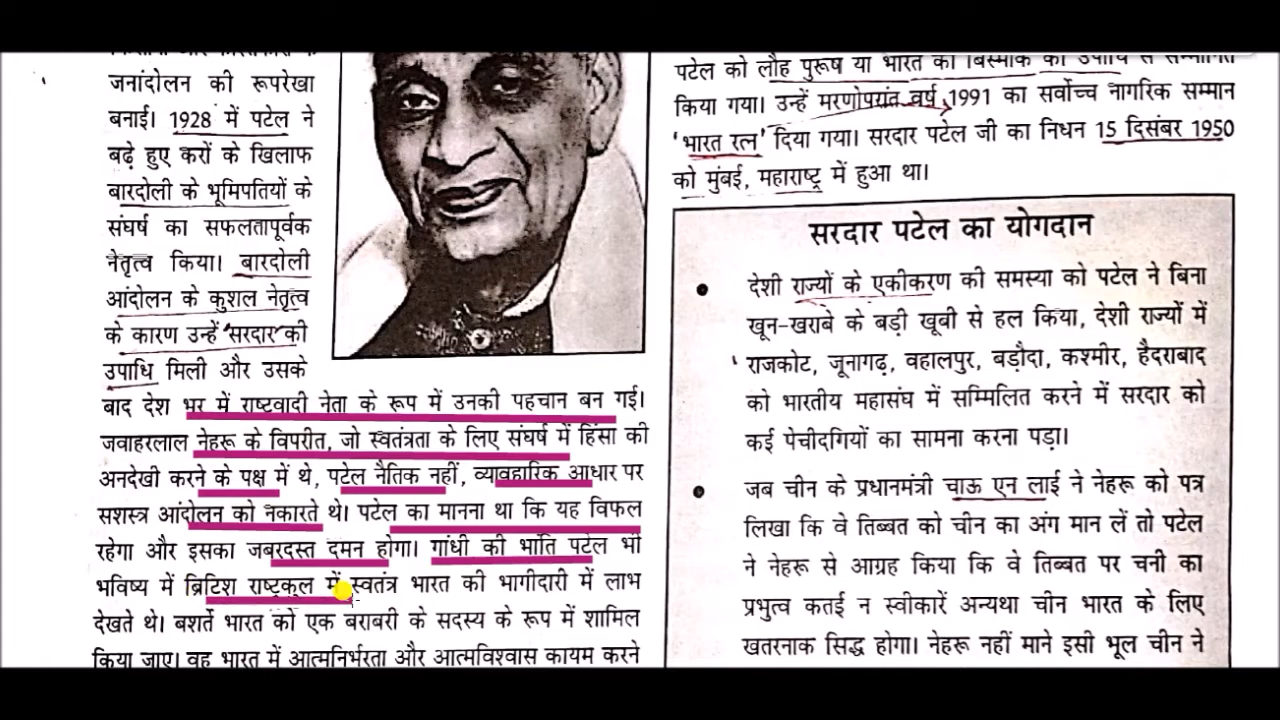 जनांदोलन की रूपरेखा
बनाई। 1928 में पटेल ने
बढ़े हुए करों के खिलाफ
बारदोली के भूमिपतियों के
संघर्ष का सफलतापूर्वक
नेतृत्व किया। बारदोली
आंदोलन के कुशल नेतृत्व
के कारण उन्हें "सरदार" की
उपाधि मिली और उसके
बाद देश भर में राष्ट्रवादी नेता के रूप में उनकी पहचान बन गई।
जवाहरलाल नेहरू के विपरीत, जो स्वतंत्रता के लिए संघर्ष में हिंसा की
अनदेखी करने के पक्ष में थे, पटेल नैतिक नहीं, व्यावहारिक आधार पर
सशस्त्र आंदोलन को नकारते थे। पटेल का मानना था कि यह विफल
रहेगा और इसका जबरदस्त दमन होगा। गांधी की भांति पटेल भी
भविष्य में ब्रिटिश राष्ट्रकुल में स्वतंत्र भारत की भागीदारी में लाभ
देखते थे। बशर्ते भारत को एक बराबरी के सदस्य के रूप में शामिल
किया जाए। वह भारत में आत्मनिर्भरता और आत्मविश्वास कायम करने
पटेल को लौह पुरूष या भारत का बिस्मार्क की उपाधि से सम्मानित
किया गया। उन्हें मरणोपरांत वर्ष 1991 का सर्वोच्च नागरिक सम्मान
'भारत रत्न' दिया गया। सरदार पटेल जी का निधन 15 दिसंबर 1950
को मुंबई, महाराष्ट्र में हुआ था।
सरदार पटेल का योगदान
• देशी राज्यों के एकीकरण की समस्या को पटेल ने बिना
खून-खराबे के बड़ी खूबी से हल किया, देशी राज्यों में
राजकोट, जूनागढ़, वहालपुर, बड़ौदा, कश्मीर, हैदराबाद
को भारतीय महासंघ में सम्मिलित करने में सरदार को
कई पेचीदगियों का सामना करना पड़ा।
• जब चीन के प्रधानमंत्री चाऊ एन लाई ने नेहरू को पत्र
लिखा कि वे तिब्बत को चीन का अंग मान लें तो पटेल
ने नेहरू से आग्रह किया कि वे तिब्बत पर चनी का
प्रभुत्व कतई न स्वीकारें अन्यथा चीन भारत के लिए
खतरनाक सिद्ध होगा। नेहरू नहीं माने इसी भूल चीन ने